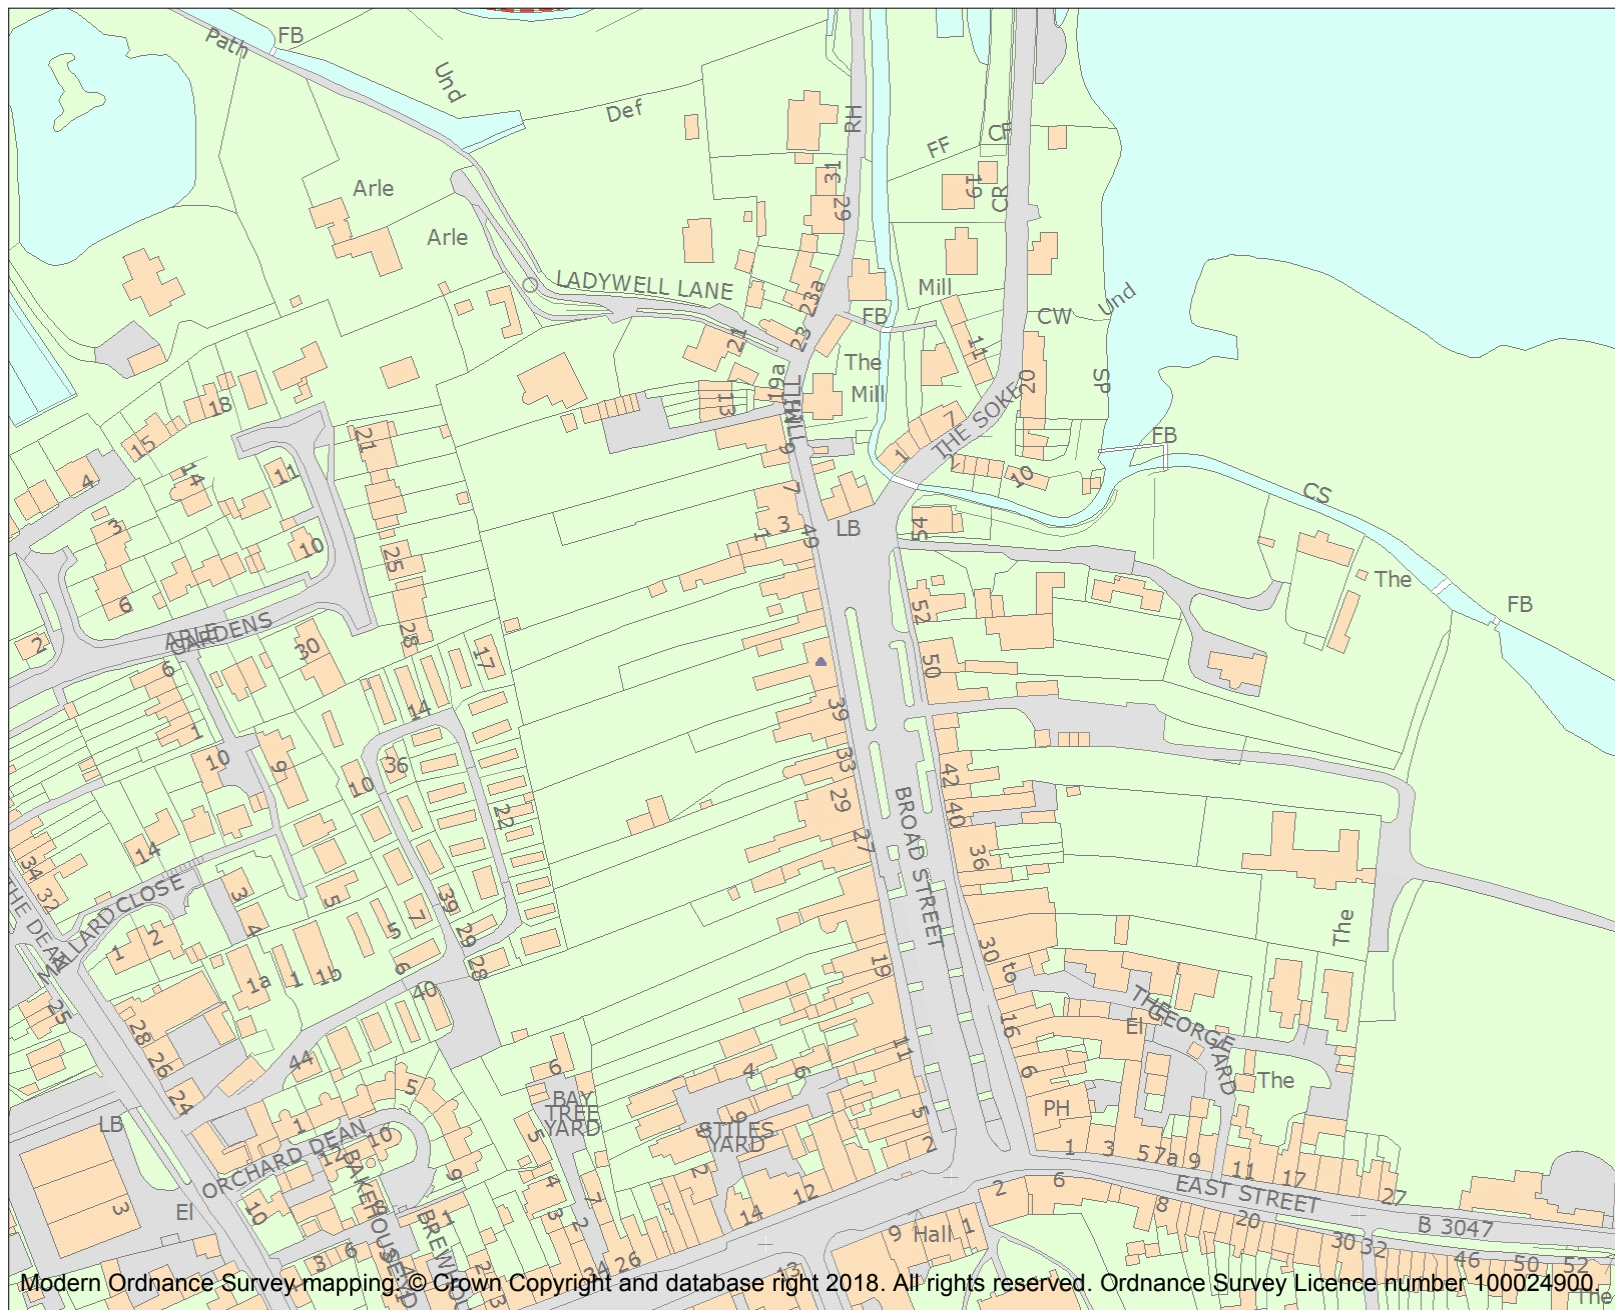 Path
FB
Und
Def
RH
FF
CF
CR
19
31
29
Arle
Arle
LADYWELL LANE
23a
23
21
FB
Mill
The
Mill
11
CW
Und
SP
20
THE SOKE
7
1
2
10
FB
CS
19a
13
MILL
9
7
3
1
49
LB
54
The
FB
18
15
14
4
3
6
2
11
10
21
25
28
ARLE
GARDENS
30
6
1
10
9
17
14
36
10
22
52
50
39
33
29
27
42
40
36
BROAD STREET
34
32
14
THE DEAN
MALLARD CLOSE
3
4
5
7
5
39
29
28
6
40
1
2
1a
1
1b
25
28
26
24
44
19
11
5
2
30
to
16
6
The
THE
GEORGE
YARD
El
The
PH
LB
3
El
ORCHARD DEAN
1
5
12
10
BAKEHOUSE
10
9
8
1
3
6
6
BAY
TREE
YARD
5
4
3
7
2
4
6
9
STILES
YARD
2
12
14
26
34
1
3
5
7a
9
11
17
27
EAST STREET
B 3047
2
6
8
20
30
32
46
50
52
9
Hall
1
13
The
Modern Ordnance Survey mapping: © Crown Copyright and database right 2018. All rights reserved. Ordnance Survey Licence number 100024900.